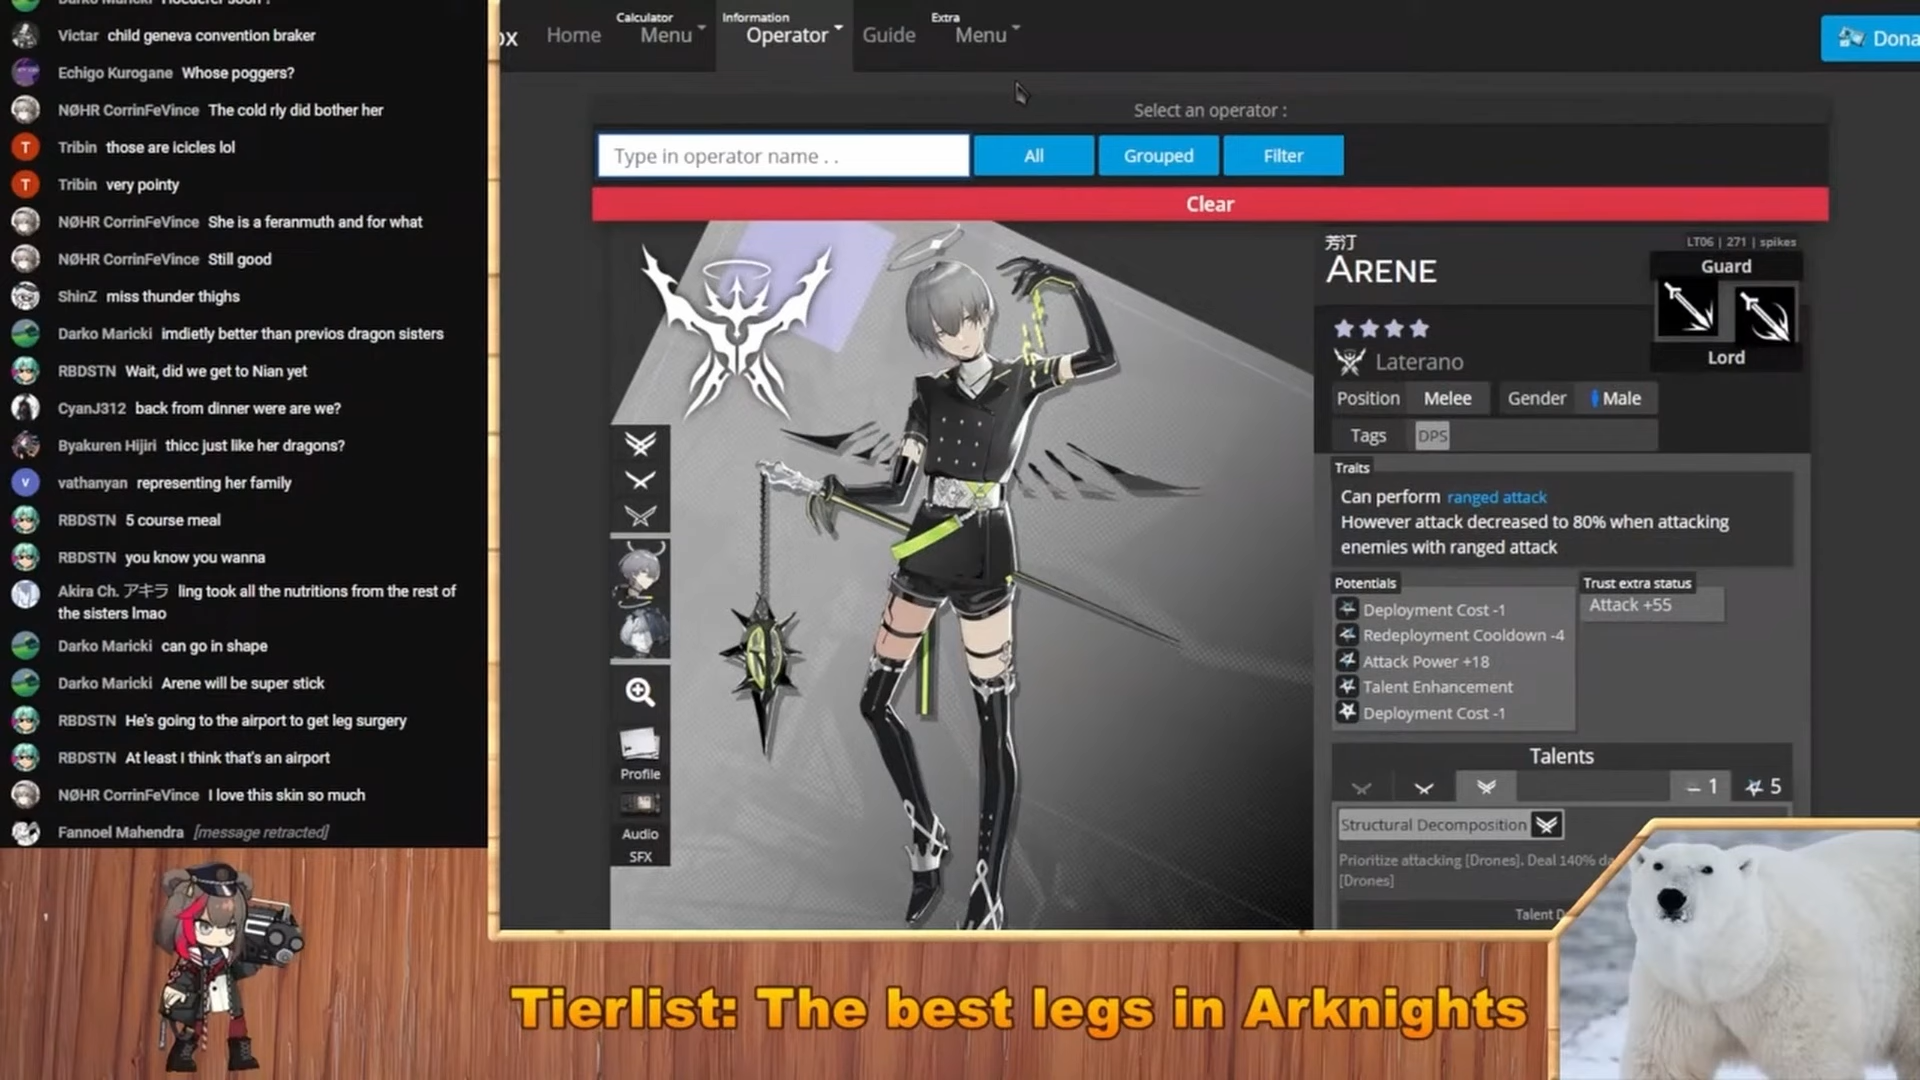 Victar child geneva convention braker
Echigo Kurogane Whose poggers?
NØHR CorrinFeVince The cold rly did bother her
T Tribin those are icicles lol
T Tribin very pointy
NØHR CorrinFeVince She is a feranmuth and for what
NØHR CorrinFeVince Still good
ShinZ miss thunder thighs
Darko Maricki imdietly better than previos dragon sisters
RBDSTN Wait, did we get to Nian yet
CyanJ312 back from dinner were are we?
Byakuren Hijiri thicc just like her dragons?
v vathanyan representing her family
RBDSTN 5 course meal
RBDSTN you know you wanna
Akira Ch. アキラ ling took all the nutritions from the rest of
the sisters lmao
Darko Maricki can go in shape
Darko Maricki Arene will be super stick
RBDSTN He's going to the airport to get leg surgery
RBDSTN At least I think that's an airport
NØHR CorrinFeVince I love this skin so much
Fannoel Mahendra [message retracted]
ox
Home
Calculator
Menu
Information
Operator
Guide
Extra
Menu
Dona
Select an operator :
Type in operator name . .
All
Grouped
Filter
Clear
芳汀
ARENE
LT06 | 271 | spikes
Guard
Lord
Laterano
Position Melee Gender Male
Tags DPS
Traits
Can perform ranged attack
However attack decreased to 80% when attacking
enemies with ranged attack
Potentials
Deployment Cost -1
Redeployment Cooldown -4
Attack Power +18
Talent Enhancement
Deployment Cost -1
Trust extra status
Attack +55
Talents
1
5
Structural Decomposition
Prioritize attacking [Drones]. Deal 140% da
[Drones]
Talent D
Profile
Audio
SFX
Tierlist: The best legs in Arknights